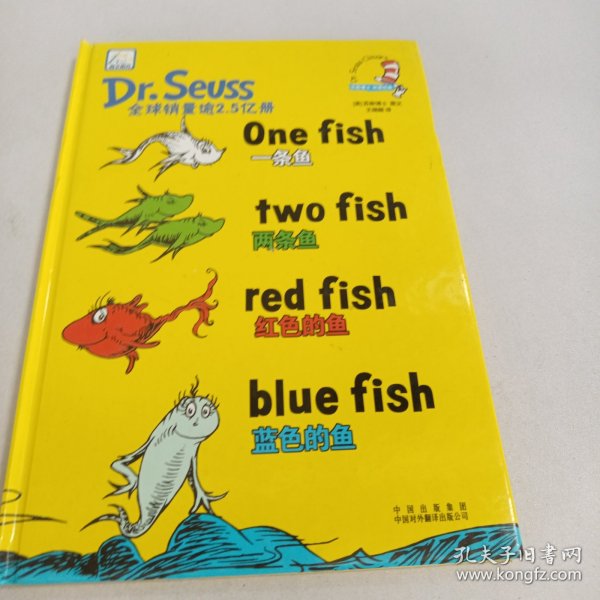 Dr. Seuss
全球销量逾2.5亿册
One fish
一条鱼
two fish
两条鱼
red fish
红色的鱼
blue fish
蓝色的鱼
中国出版集团
中国对外翻译出版公司
孔夫子旧书网
www.kongfz.com